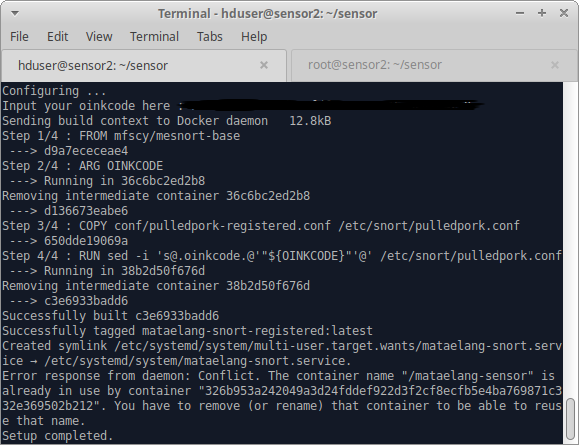 Terminal - hduser@sensor2: ~/sensor
File Edit View Terminal Tabs Help
hduser@sensor2: ~/sensor
root@sensor2: ~/sensor
Configuring ...
Input your oinkcode here :
Sending build context to Docker daemon   12.8kB
Step 1/4 : FROM mfscy/mesnort-base
 ---> d9a7ececeae4
Step 2/4 : ARG OINKCODE
 ---> Running in 36c6bc2ed2b8
Removing intermediate container 36c6bc2ed2b8
 ---> d136673eabe6
Step 3/4 : COPY conf/pulledpork-registered.conf /etc/snort/pulledpork.conf
 ---> 650dde19069a
Step 4/4 : RUN sed -i 's@.oinkcode.@'"${OINKCODE}"'@' /etc/snort/pulledpork.conf
 ---> Running in 38b2d50f676d
Removing intermediate container 38b2d50f676d
 ---> c3e6933badd6
Successfully built c3e6933badd6
Successfully tagged mataelang-snort-registered:latest
Created symlink /etc/systemd/system/multi-user.target.wants/mataelang-snort.serv
ice → /etc/systemd/system/mataelang-snort.service.
Error response from daemon: Conflict. The container name "/mataelang-sensor" is
already in use by container "326b953a242049a3d24fddef922d3f2cf8ecfb5e4ba769871c3
32e369502b212". You have to remove (or rename) that container to be able to reus
e that name.
Setup completed.